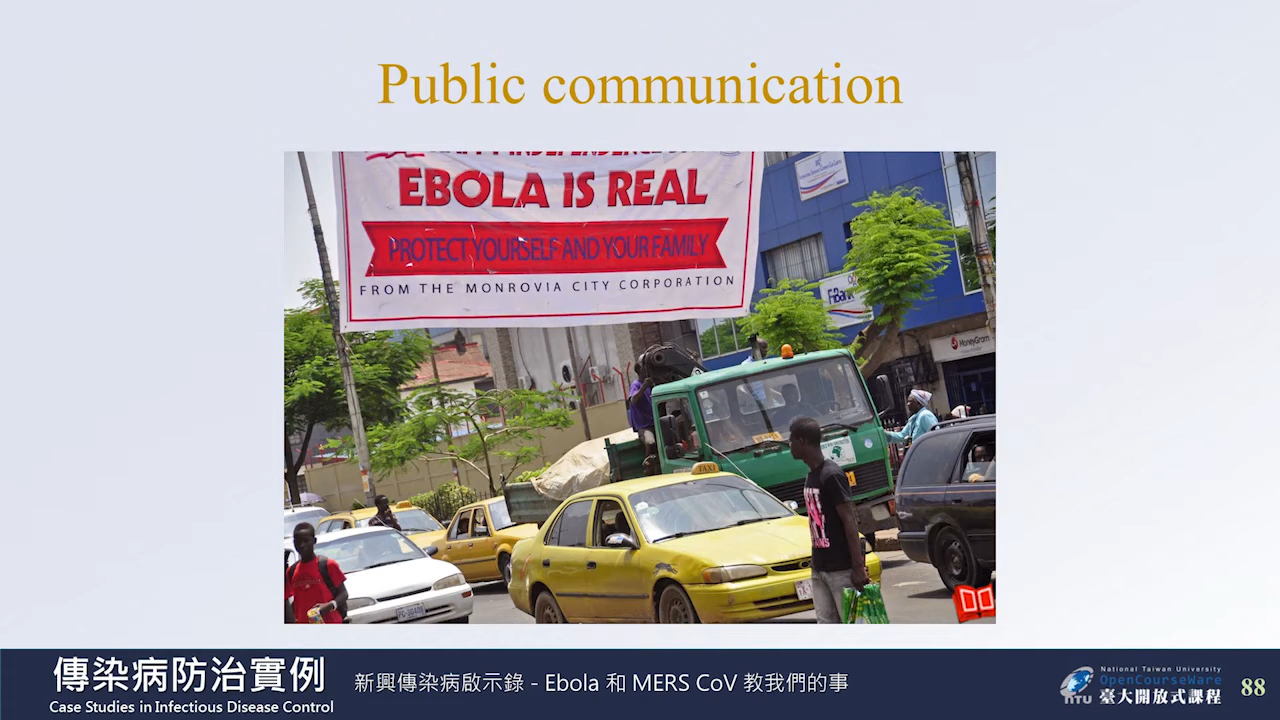 Public communication
EBOLA IS REAL
PROTECT YOURSELF AND YOUR FAMILY
FROM THE MONROVIA CITY CORPORATION
FiBank
MoneyGram
TAXI
傳染病防治實例
Case Studies in Infectious Disease Control
新興傳染病啟示錄 - Ebola 和 MERS CoV 教我們的事
National Taiwan University
OpenCourseWare
NTU 臺大開放式課程
88